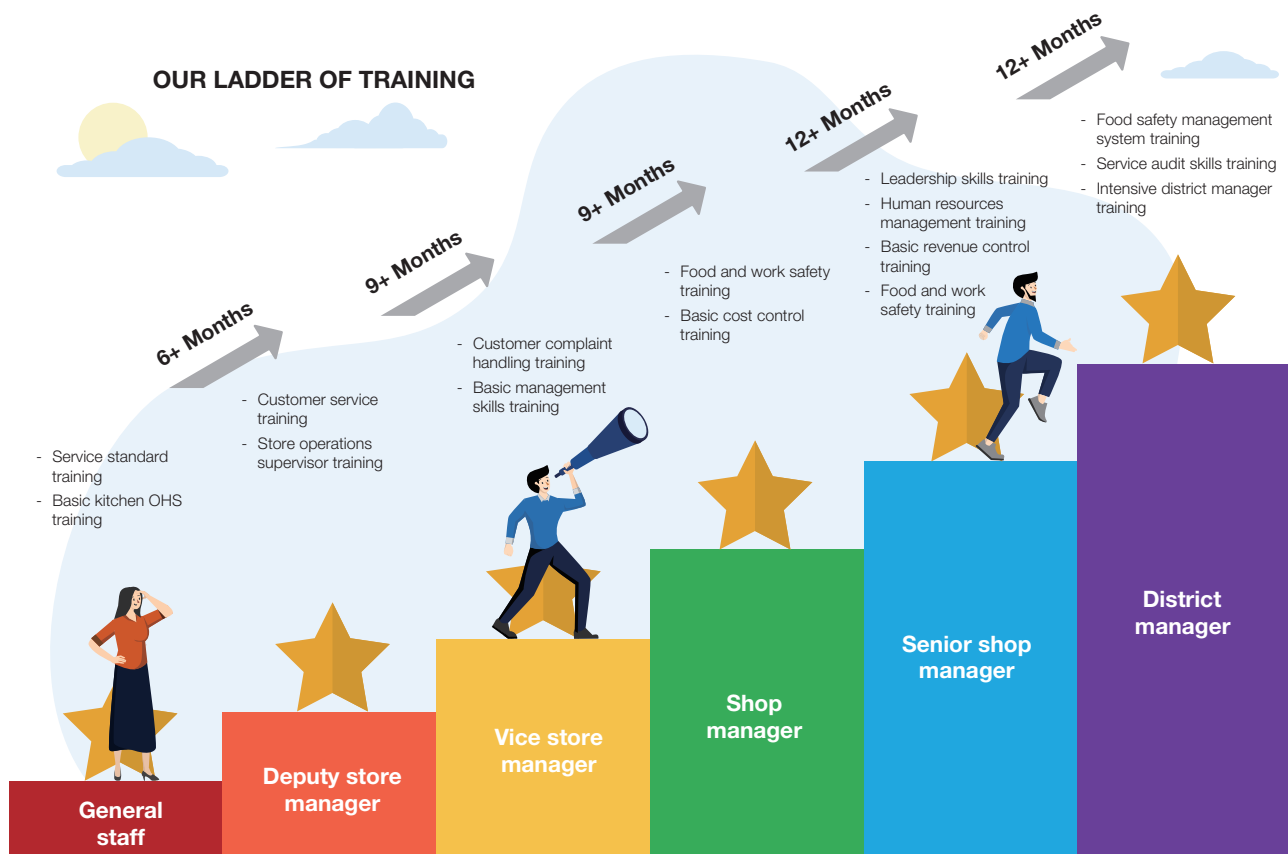 OUR LADDER OF TRAINING
6+ Months
9+ Months
9+ Months
12+ Months
12+ Months
- Service standard
training
- Basic kitchen OHS
training
- Customer service
training
- Store operations
supervisor training
- Customer complaint
handling training
- Basic management
skills training
- Food and work safety
training
- Basic cost control
training
- Leadership skills training
- Human resources
management training
- Basic revenue control
training
- Food and work
safety training
- Food safety management
system training
- Service audit skills training
- Intensive district manager
training
General
staff
Deputy store
manager
Vice store
manager
Shop
manager
Senior shop
manager
District
manager